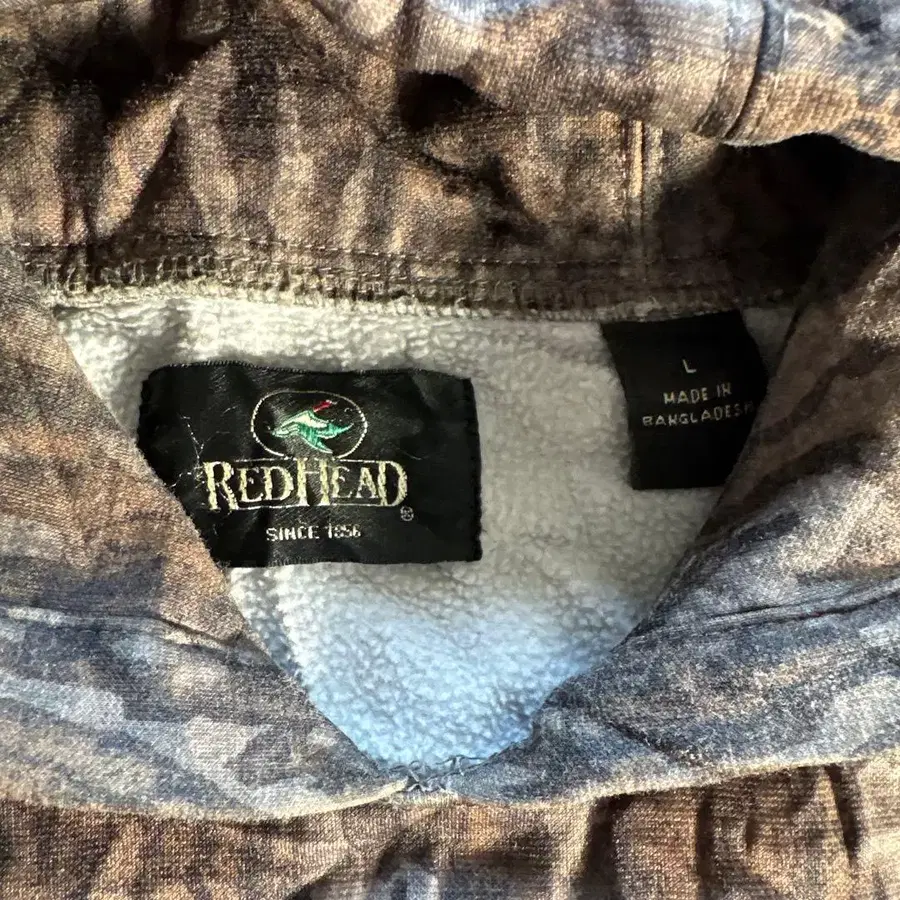 REDHEAD
®
SINCE 1856
L
MADE IN
BANGLADESH